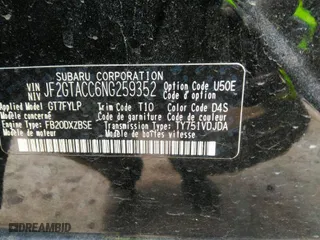 SUBARU CORPORATION
VIN JF2GTACC6NG259352 Option Code U50E
NIV Code d'option
Applied Model GT7FYLP Trim Code T10 Color Code D4S
Modèle concerné Code de garniture Code de couleur
Engine Type FB20DXZBSE Transmission Type TY751VDJDA
Modèle de moteur Modèle de boîtes vitesse
DREAMBID